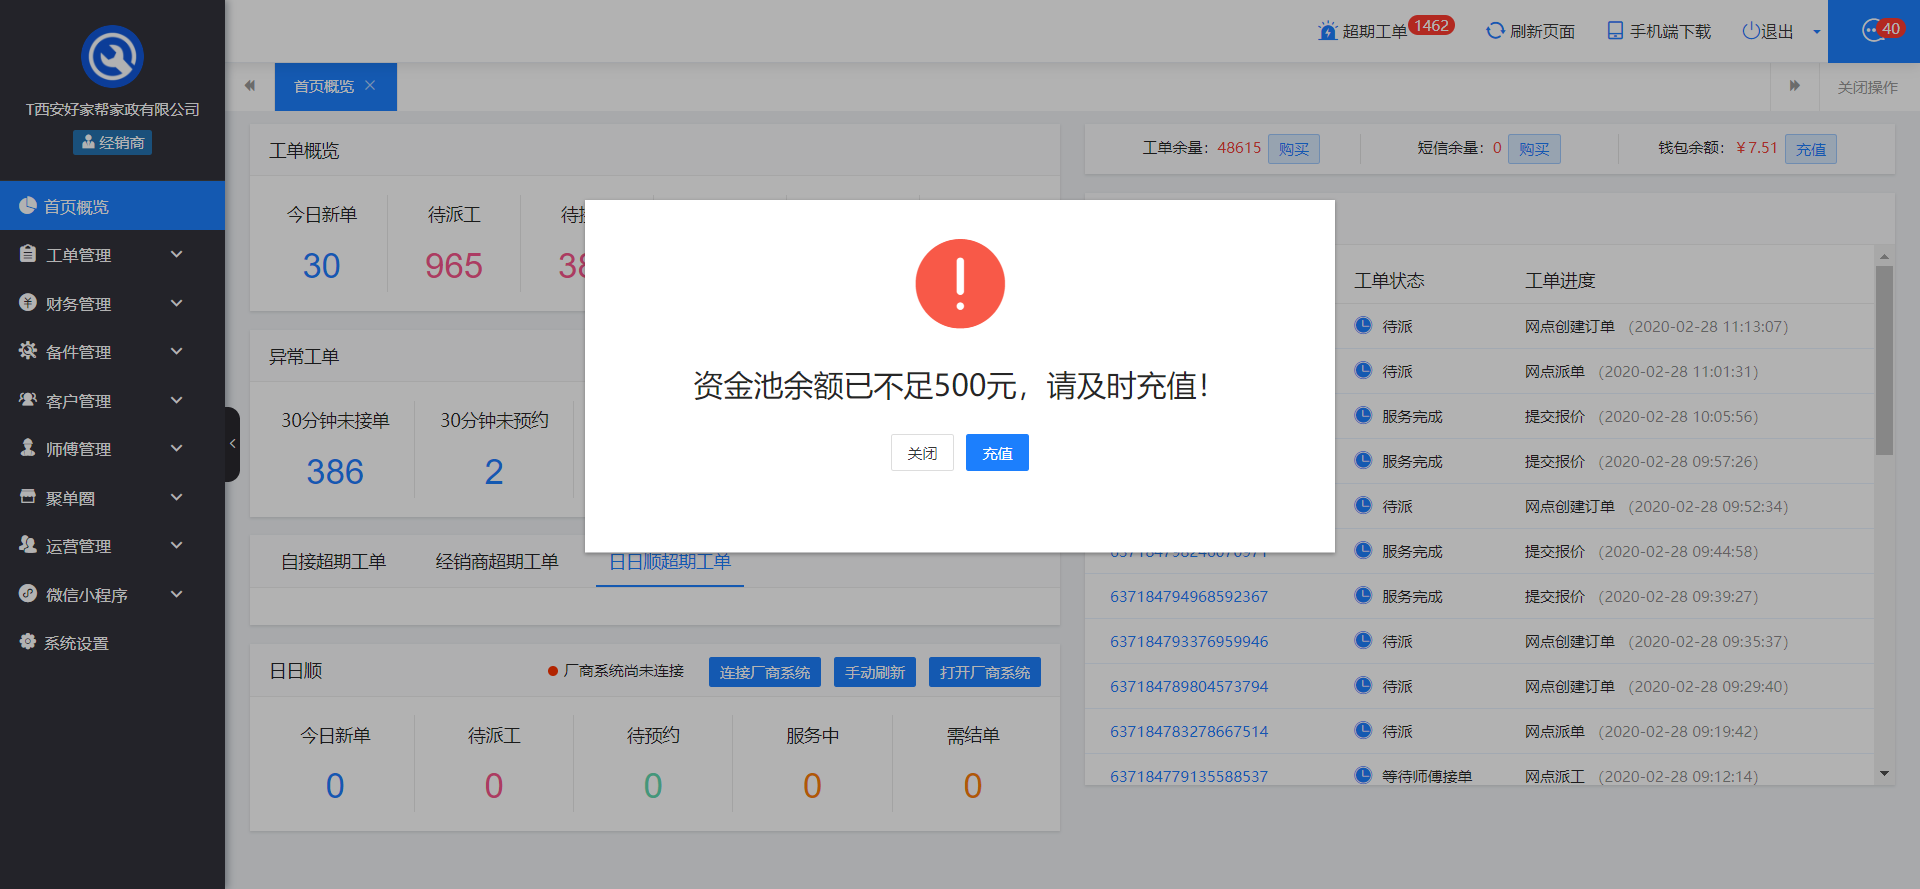 T西安好家帮家政有限公司
经销商
首页概览
工单管理
财务管理
备件管理
客户管理
师傅管理
聚单圈
运营管理
微信小程序
系统设置
超期工单 1462 刷新页面 手机端下载 退出 40
首页概览 关闭操作
工单概览
今日新单 待派工
30 965
异常工单
30分钟未接单 30分钟未预约
386 2
自接超期工单 经销商超期工单 日日顺超期工单
日日顺 厂商系统尚未连接 连接厂商系统 手动刷新 打开厂商系统
今日新单 待派工 待预约 服务中 需结单
0 0 0 0 0
工单余量：48615 购买 短信余量：0 购买 钱包余额：￥7.51 充值
工单状态 工单进度
待派 网点创建订单 (2020-02-28 11:13:07)
待派 网点派单 (2020-02-28 11:01:31)
服务完成 提交报价 (2020-02-28 10:05:56)
服务完成 提交报价 (2020-02-28 09:57:26)
待派 网点创建订单 (2020-02-28 09:52:34)
服务完成 提交报价 (2020-02-28 09:44:58)
637184794968592367 服务完成 提交报价 (2020-02-28 09:39:27)
637184793376959946 待派 网点创建订单 (2020-02-28 09:35:37)
637184789804573794 待派 网点创建订单 (2020-02-28 09:29:40)
637184783278667514 待派 网点派单 (2020-02-28 09:19:42)
637184779135588537 等待师傅接单 网点派工 (2020-02-28 09:12:14)
资金池余额已不足500元，请及时充值！
关闭 充值